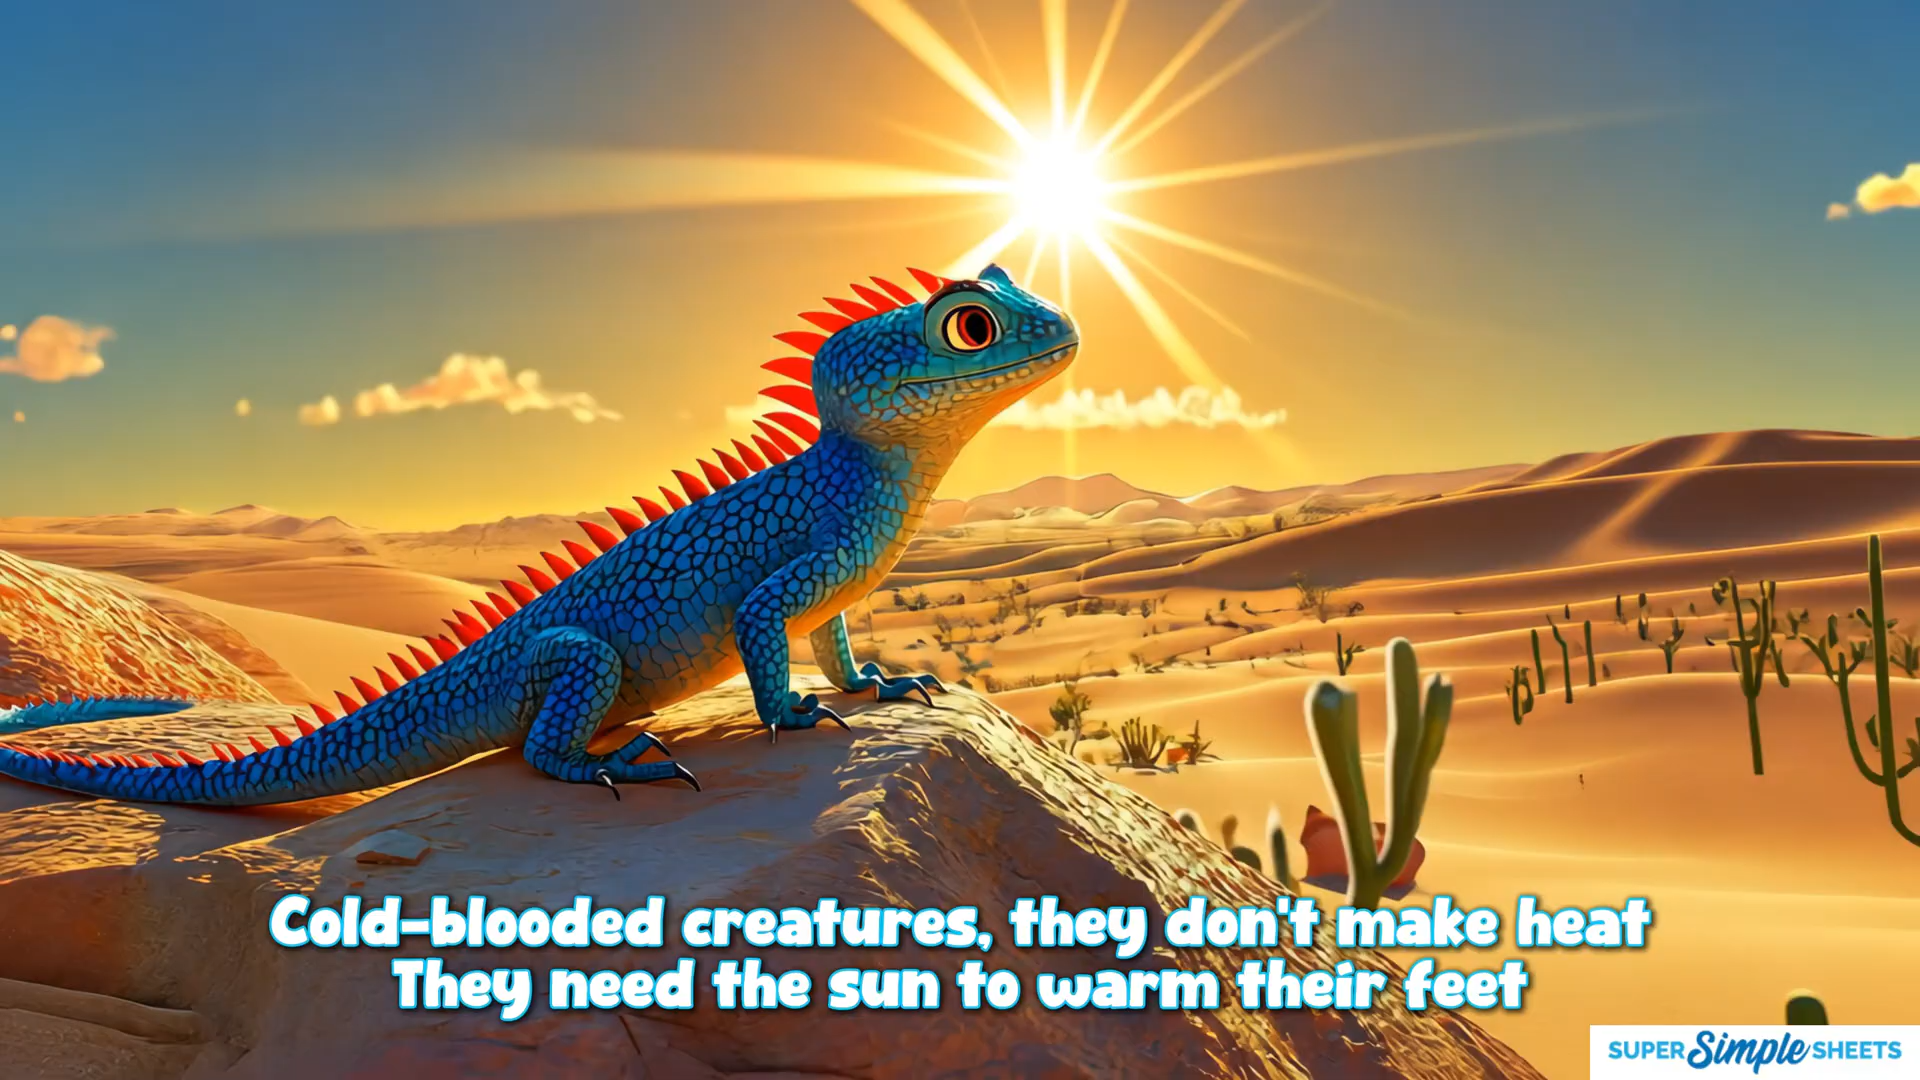 Cold-blooded creatures, they don't make heat
They need the sun to warm their feet
SUPER Simple SHEETS